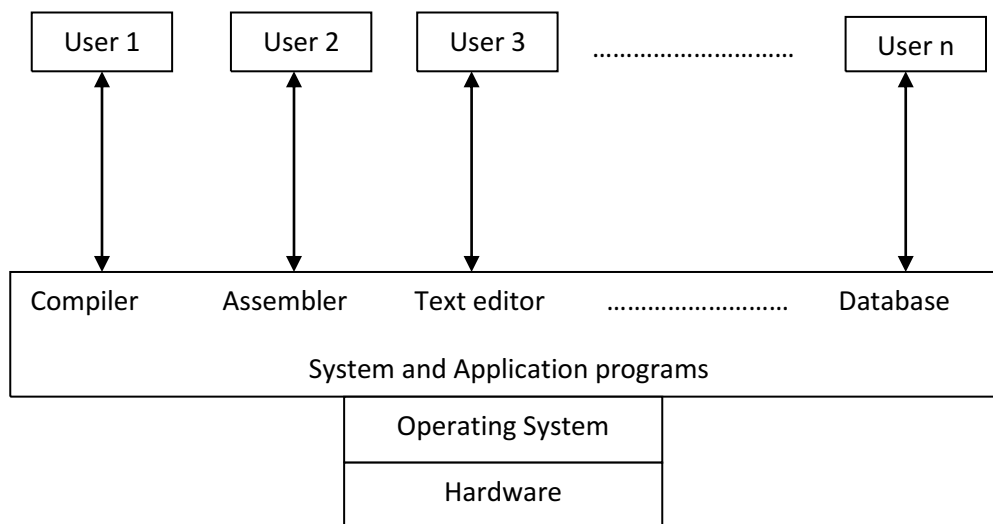 User 1 User 2 User 3 ................................ User n
Compiler Assembler Text editor ............................. Database
System and Application programs
Operating System
Hardware